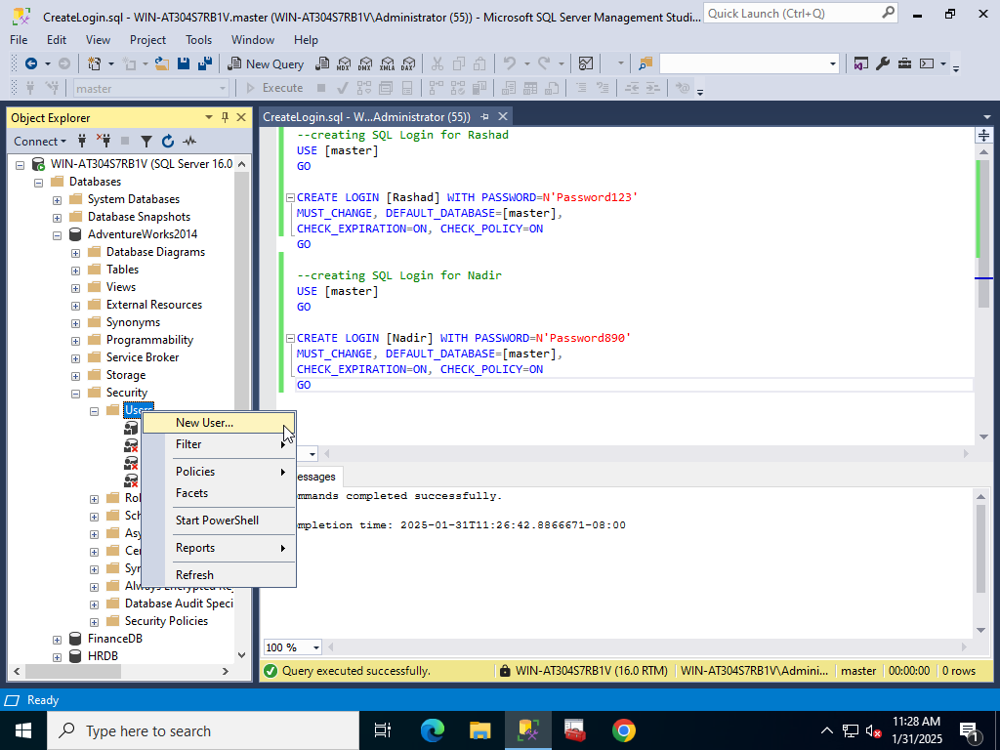 CreateLogin.sql - WIN-AT304S7RB1V.master (WIN-AT304S7RB1V\Administrator (55)) - Microsoft SQL Server Management Studi...
Quick Launch (Ctrl+Q)
File Edit View Project Tools Window Help
New Query MDX DMX XMLA DAX
master Execute
Object Explorer
CreateLogin.sql - W...Administrator (55))
Connect
WIN-AT304S7RB1V (SQL Server 16.0
Databases
System Databases
Database Snapshots
AdventureWorks2014
Database Diagrams
Tables
Views
External Resources
Synonyms
Programmability
Service Broker
Storage
Security
Users
New User...
Filter
Policies
Facets
Start PowerShell
Reports
Refresh
Database Audit Speci
Security Policies
FinanceDB
HRDB
--creating SQL Login for Rashad
USE [master]
GO
CREATE LOGIN [Rashad] WITH PASSWORD=N'Password123'
MUST_CHANGE, DEFAULT_DATABASE=[master],
CHECK_EXPIRATION=ON, CHECK_POLICY=ON
GO
--creating SQL Login for Nadir
USE [master]
GO
CREATE LOGIN [Nadir] WITH PASSWORD=N'Password890'
MUST_CHANGE, DEFAULT_DATABASE=[master],
CHECK_EXPIRATION=ON, CHECK_POLICY=ON
GO
essages
mmands completed successfully.
mpletion time: 2025-01-31T11:26:42.8866671-08:00
100 %
Query executed successfully. WIN-AT304S7RB1V (16.0 RTM) WIN-AT304S7RB1V\Admini... master 00:00:00 0 rows
Ready
Type here to search
11:28 AM
1/31/2025
1